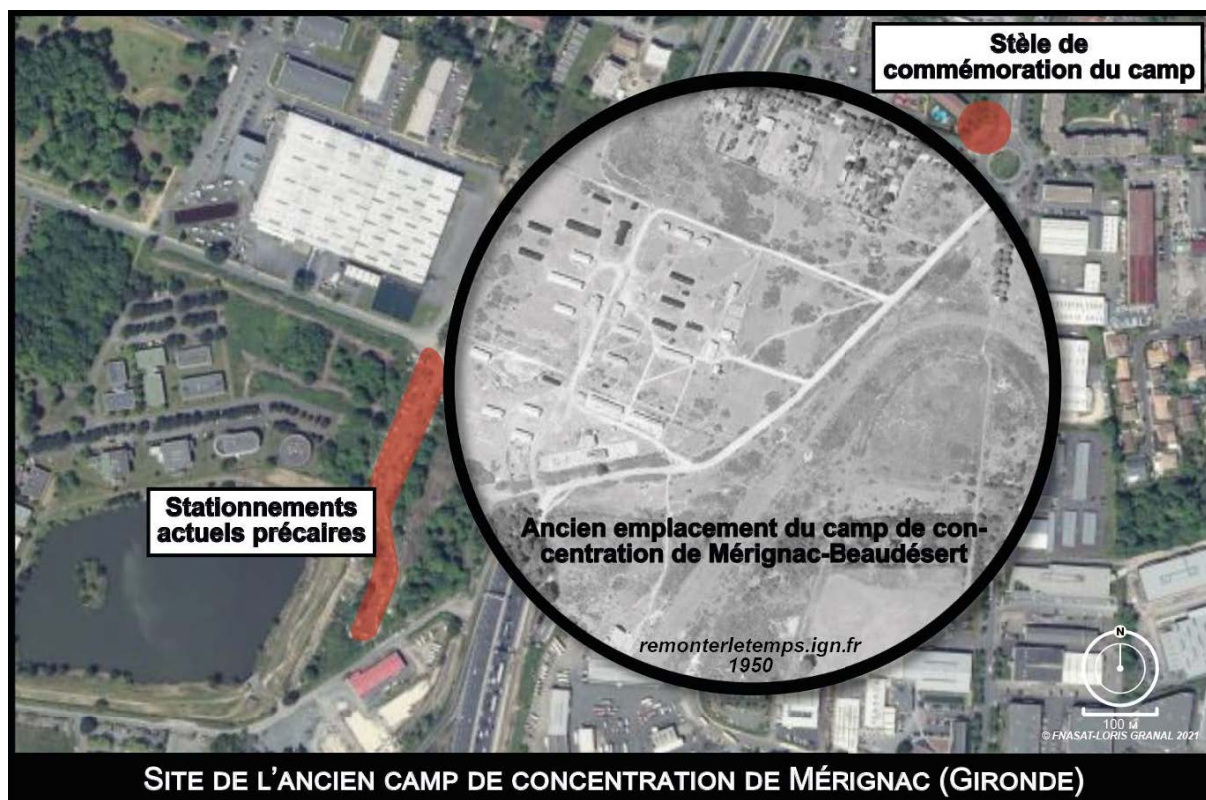 Stèle de
commémoration du camp
Stationnements
actuels précaires
Ancien emplacement du camp de con-
centration de Mérignac-Beaudésert
remonterletemps.ign.fr
1950
N
100 M
© FNASAT-LORIS GRANAL 2021
SITE DE L'ANCIEN CAMP DE CONCENTRATION DE MÉRIGNAC (GIRONDE)